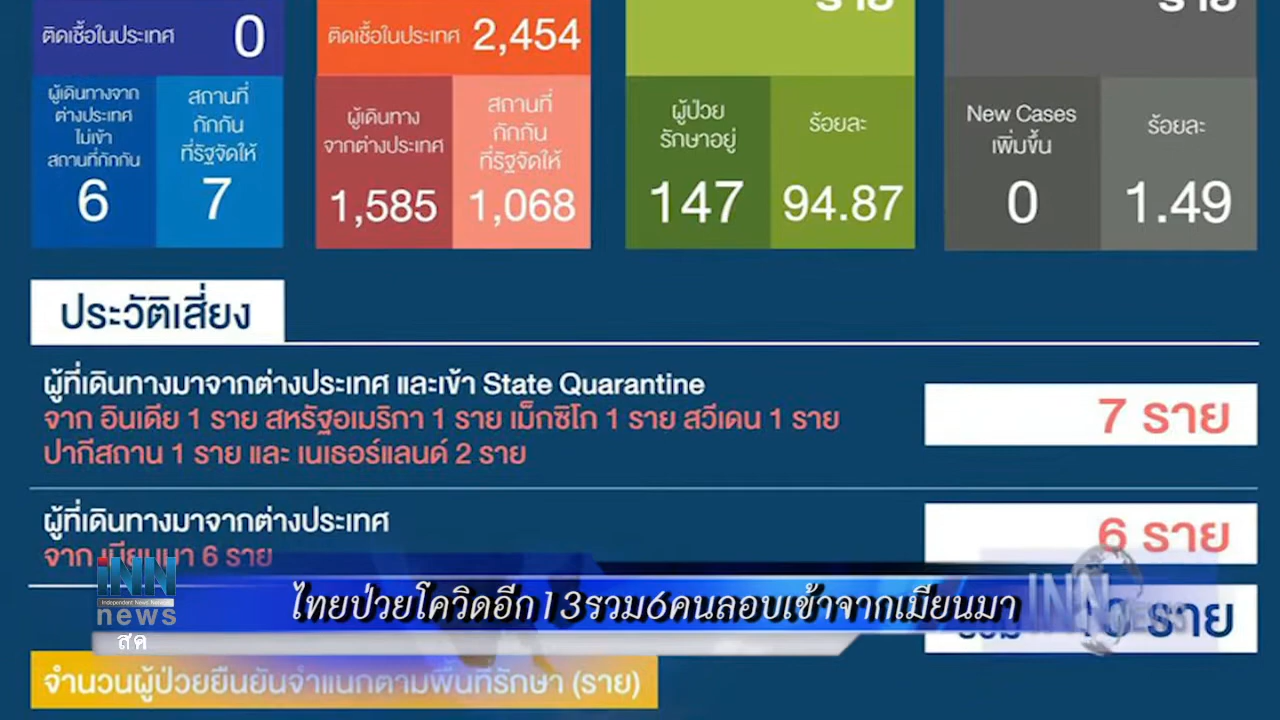 ราย
ราย
ติดเชื้อในประเทศ 0
ติดเชื้อในประเทศ 2,454
ผู้เดินทางจาก
ต่างประเทศ
ไม่เข้า
สถานที่กักกัน
6
สถานที่
กักกัน
ที่รัฐจัดให้
7
ผู้เดินทาง
จากต่างประเทศ
1,585
สถานที่
กักกัน
ที่รัฐจัดให้
1,068
ผู้ป่วย
รักษาอยู่
147
ร้อยละ
94.87
New Cases
เพิ่มขึ้น
0
ร้อยละ
1.49
ประวัติเสี่ยง
ผู้ที่เดินทางมาจากต่างประเทศ และเข้า State Quarantine
จาก อินเดีย 1 ราย สหรัฐอเมริกา 1 ราย เม็กซิโก 1 ราย สวีเดน 1 ราย
ปากีสถาน 1 ราย และ เนเธอร์แลนด์ 2 ราย
7 ราย
ผู้ที่เดินทางมาจากต่างประเทศ
จาก เมียนมา 6 ราย
6 ราย
iNN
Independent News Network
news
สด
ไทยป่วยโควิดอีก13รวม6คนลอบเข้าจากเมียนมา
INN
ราย
จำนวนผู้ป่วยยืนยันจำแนกตามพื้นที่รักษา (ราย)